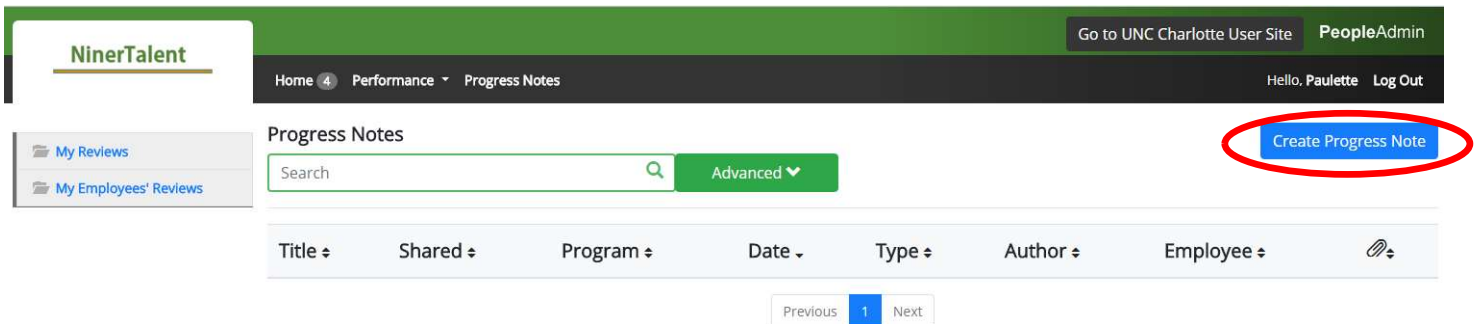 NinerTalent
Go to UNC Charlotte User Site PeopleAdmin
Home 4 Performance Progress Notes Hello, Paulette Log Out
My Reviews
My Employees' Reviews
Progress Notes
Create Progress Note
Search Advanced
Title Shared Program Date Type Author Employee
Previous 1 Next